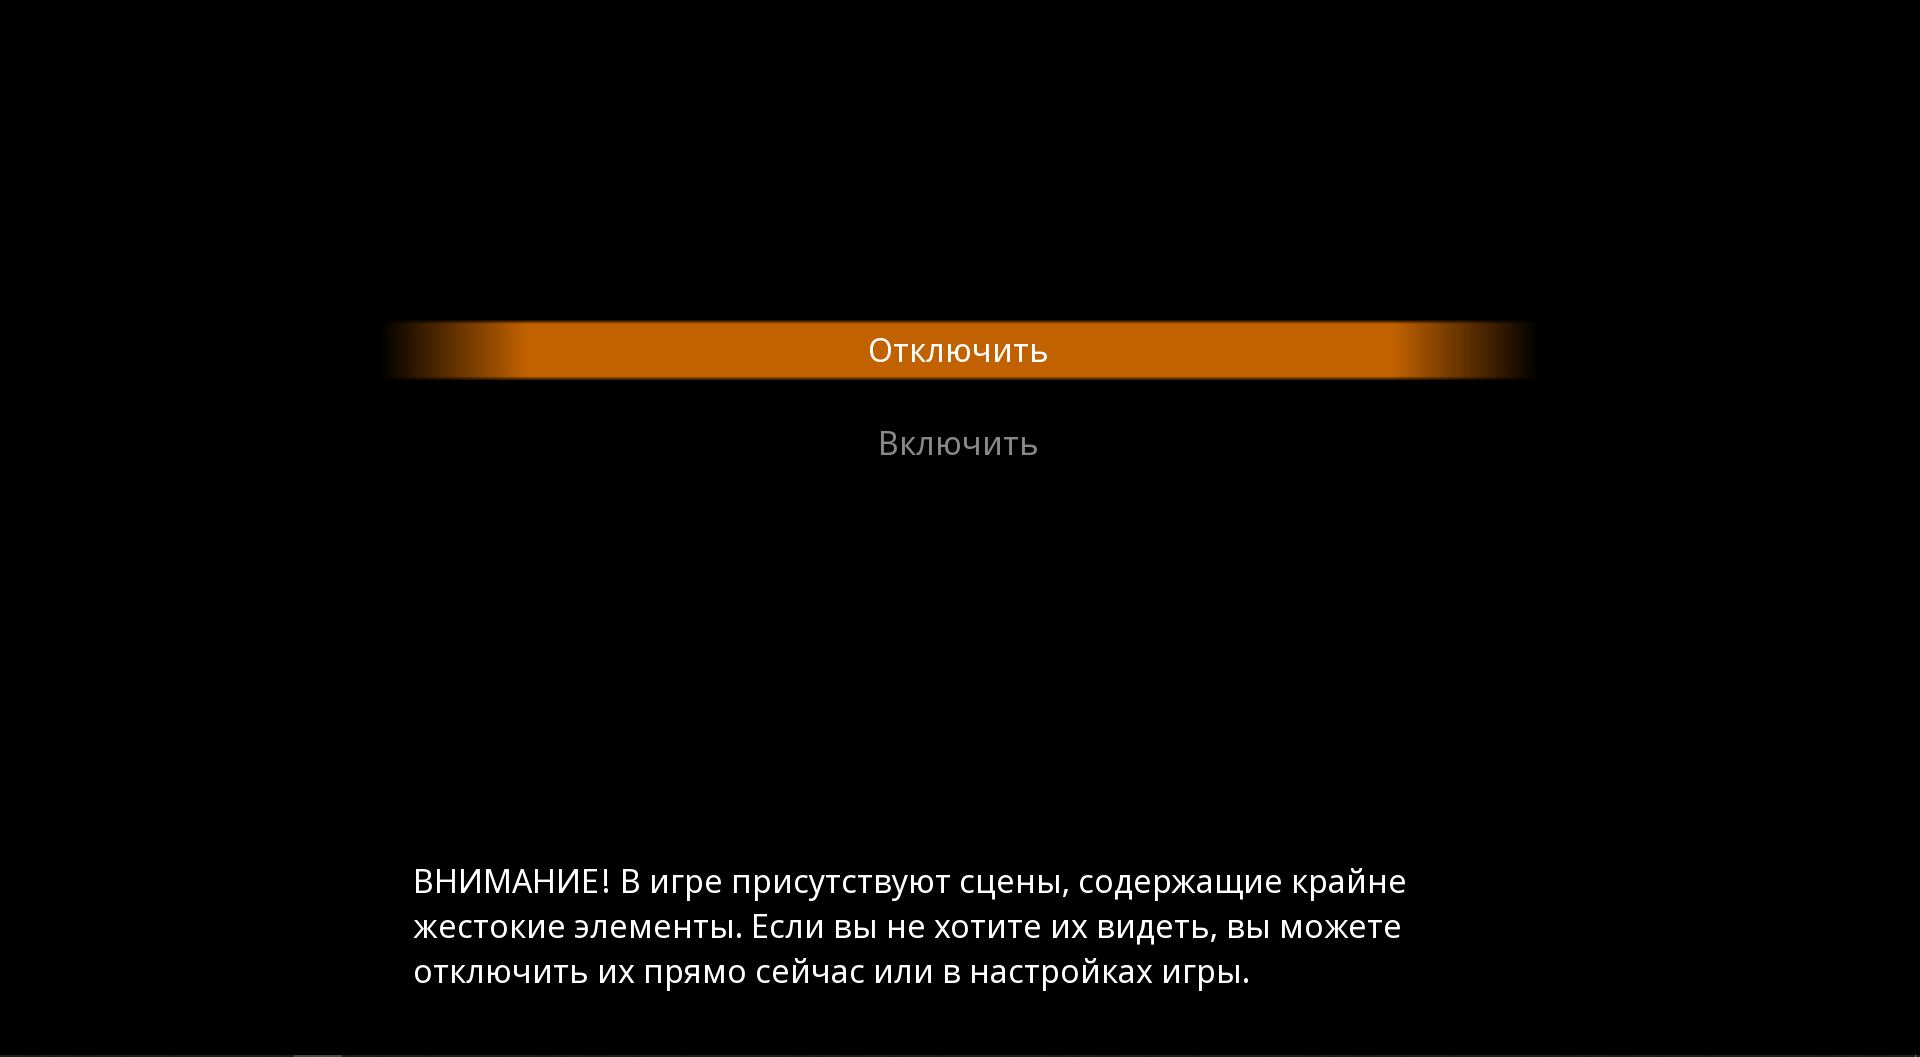 Отключить
Включить
ВНИМАНИЕ! В игре присутствуют сцены, содержащие крайне
жестокие элементы. Если вы не хотите их видеть, вы можете
отключить их прямо сейчас или в настройках игры.